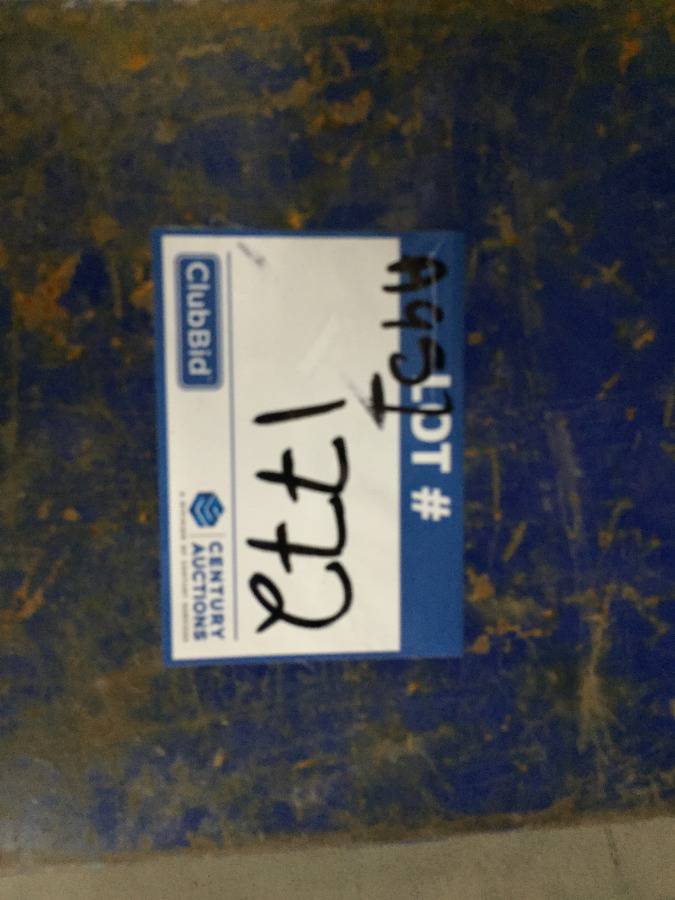 A457
LOT #
1772
ClubBid
CENTURY
AUCTIONS